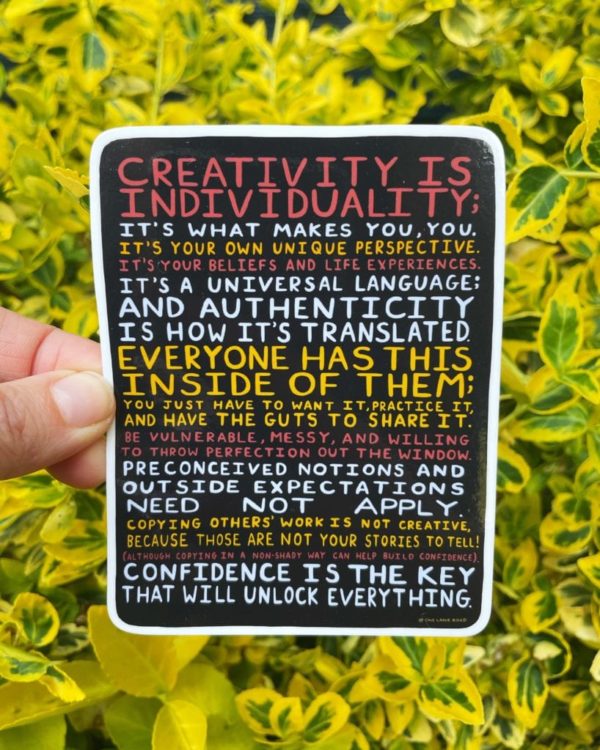 CREATIVITY IS
INDIVIDUALITY;
IT'S WHAT MAKES YOU, YOU.
IT'S YOUR OWN UNIQUE PERSPECTIVE.
IT'S YOUR BELIEFS AND LIFE EXPERIENCES.
IT'S A UNIVERSAL LANGUAGE;
AND AUTHENTICITY
IS HOW IT'S TRANSLATED.
EVERYONE HAS THIS
INSIDE OF THEM;
YOU JUST HAVE TO WANT IT, PRACTICE IT,
AND HAVE THE GUTS TO SHARE IT.
BE VULNERABLE, MESSY, AND WILLING
TO THROW PERFECTION OUT THE WINDOW.
PRECONCEIVED NOTIONS AND
OUTSIDE EXPECTATIONS
NEED NOT APPLY.
COPYING OTHERS' WORK IS NOT CREATIVE,
BECAUSE THOSE ARE NOT YOUR STORIES TO TELL!
(ALTHOUGH COPYING IN A NON-SHADY WAY CAN HELP BUILD CONFIDENCE).
CONFIDENCE IS THE KEY
THAT WILL UNLOCK EVERYTHING.